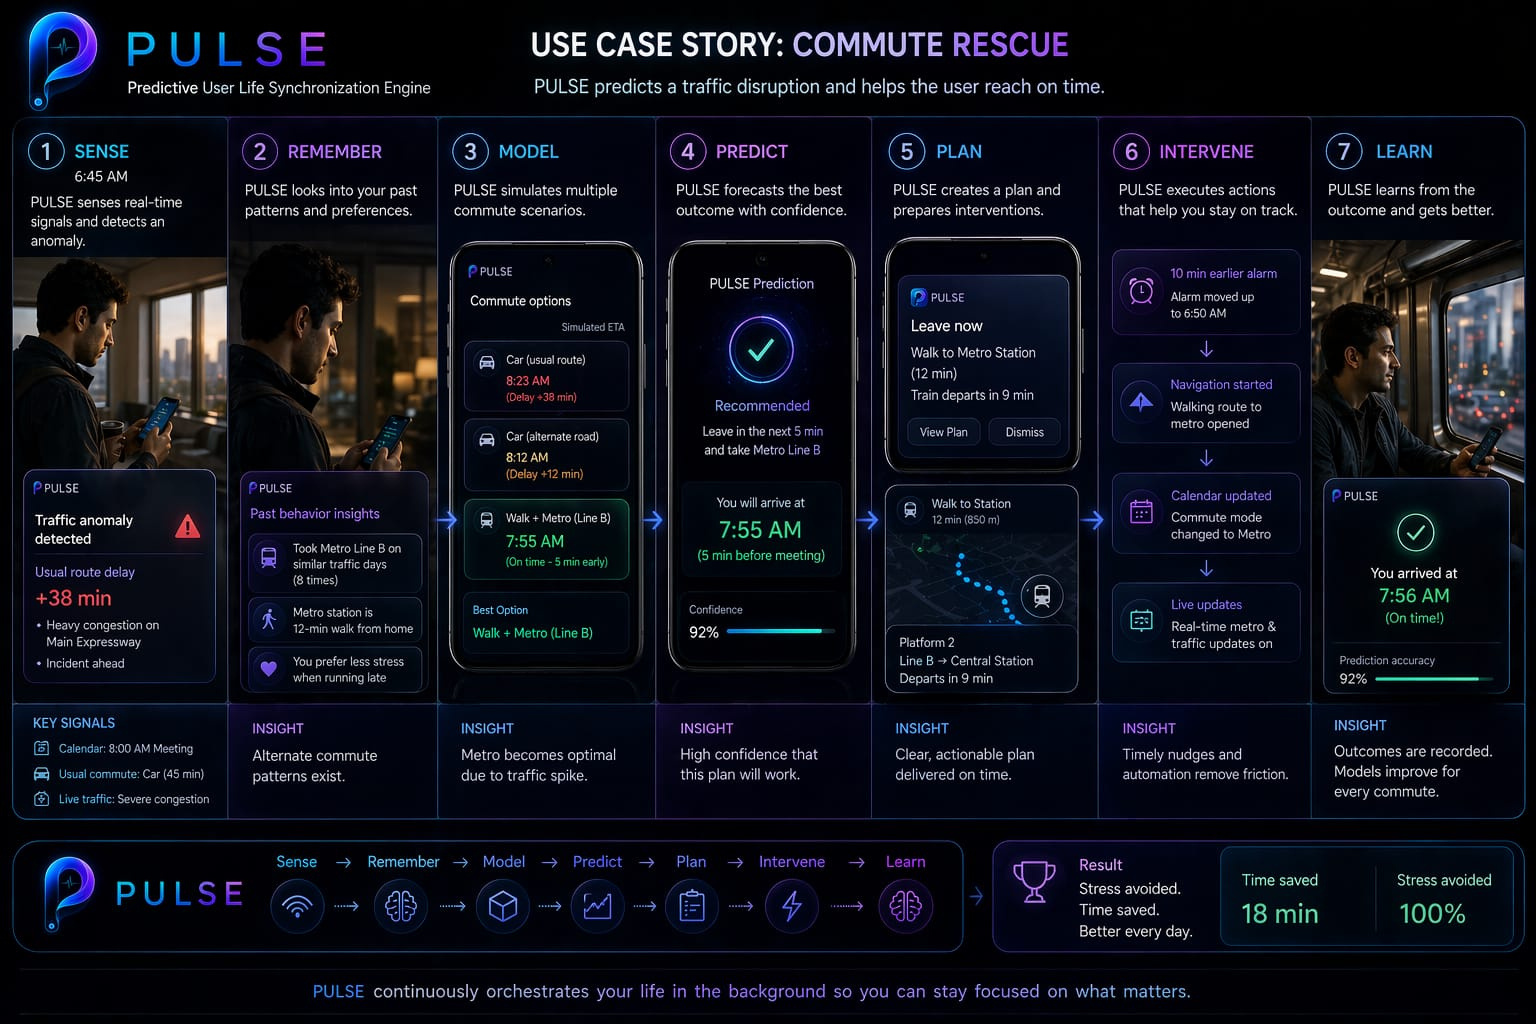 PULSE
Predictive User Life Synchronization Engine
USE CASE STORY: COMMUTE RESCUE
PULSE predicts a traffic disruption and helps the user reach on time.
1 SENSE
6:45 AM
PULSE senses real-time
signals and detects an
anomaly.
PULSE
Traffic anomaly
detected
Usual route delay
+38 min
• Heavy congestion on
Main Expressway
• Incident ahead
KEY SIGNALS
Calendar: 8:00 AM Meeting
Usual commute: Car (45 min)
Live traffic: Severe congestion
2 REMEMBER
PULSE looks into your past
patterns and preferences.
PULSE
Past behavior insights
Took Metro Line B on
similar traffic days
(8 times)
Metro station is
12-min walk from home
You prefer less stress
when running late
INSIGHT
Alternate commute
patterns exist.
3 MODEL
PULSE simulates multiple
commute scenarios.
PULSE
Commute options
Simulated ETA
Car (usual route)
8:23 AM
(Delay +38 min)
Car (alternate road)
8:12 AM
(Delay +12 min)
Walk + Metro (Line B)
7:55 AM
(On time - 5 min early)
Best Option
Walk + Metro (Line B)
INSIGHT
Metro becomes optimal
due to traffic spike.
4 PREDICT
PULSE forecasts the best
outcome with confidence.
PULSE Prediction
Recommended
Leave in the next 5 min
and take Metro Line B
You will arrive at
7:55 AM
(5 min before meeting)
Confidence
92%
INSIGHT
High confidence that
this plan will work.
5 PLAN
PULSE creates a plan and
prepares interventions.
PULSE
Leave now
Walk to Metro Station
(12 min)
Train departs in 9 min
View Plan
Dismiss
Walk to Station
12 min (850 m)
Platform 2
Line B → Central Station
Departs in 9 min
INSIGHT
Clear, actionable plan
delivered on time.
6 INTERVENE
PULSE executes actions
that help you stay on track.
10 min earlier alarm
Alarm moved up
to 6:50 AM
Navigation started
Walking route to
metro opened
Calendar updated
Commute mode
changed to Metro
Live updates
Real-time metro &
traffic updates on
INSIGHT
Timely nudges and
automation remove friction.
7 LEARN
PULSE learns from the
outcome and gets better.
PULSE
You arrived at
7:56 AM
(On time!)
Prediction accuracy
92%
INSIGHT
Outcomes are recorded.
Models improve for
every commute.
PULSE
Sense → Remember → Model → Predict → Plan → Intervene → Learn
Result
Stress avoided.
Time saved.
Better every day.
Time saved
18 min
Stress avoided
100%
PULSE continuously orchestrates your life in the background so you can stay focused on what matters.